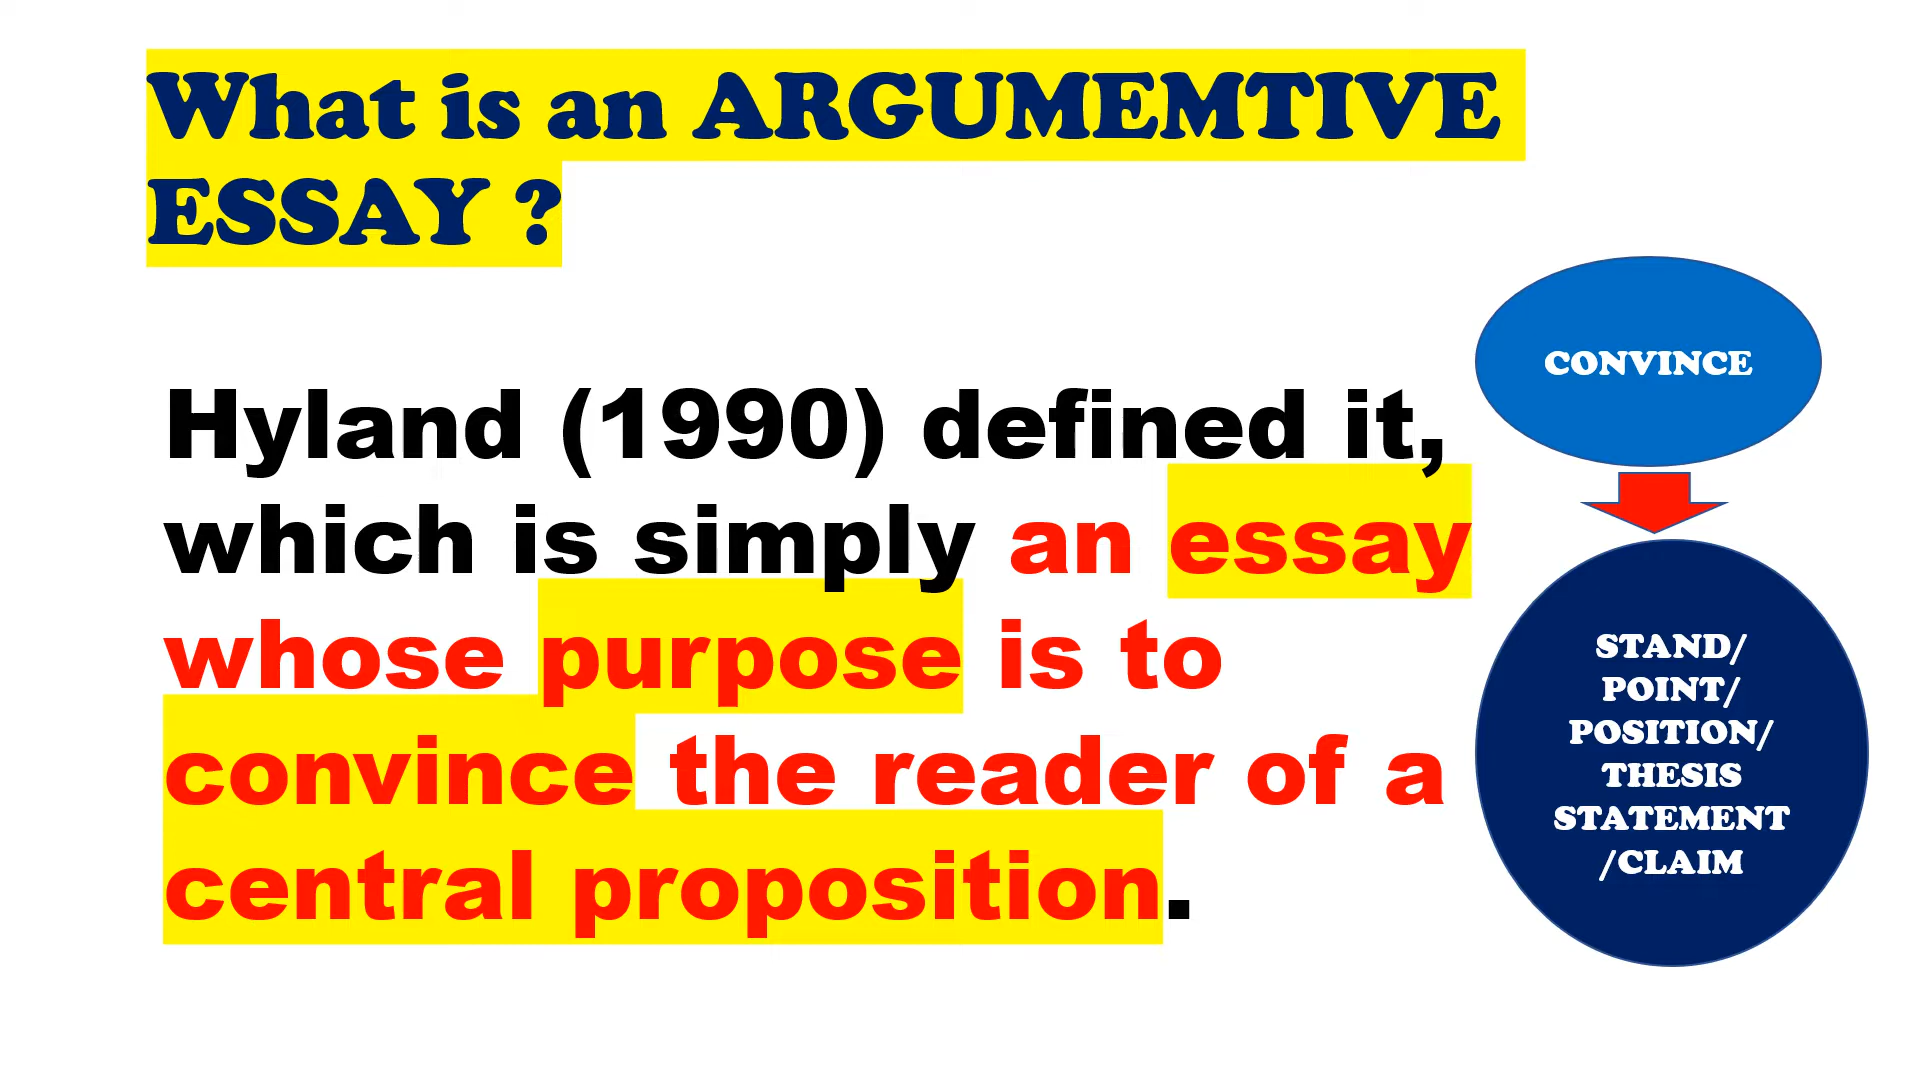 What is an ARGUMEMTIVE
ESSAY ?
Hyland (1990) defined it,
which is simply an essay
whose purpose is to
convince the reader of a
central proposition.
CONVINCE
STAND/
POINT/
POSITION/
THESIS
STATEMENT
/CLAIM